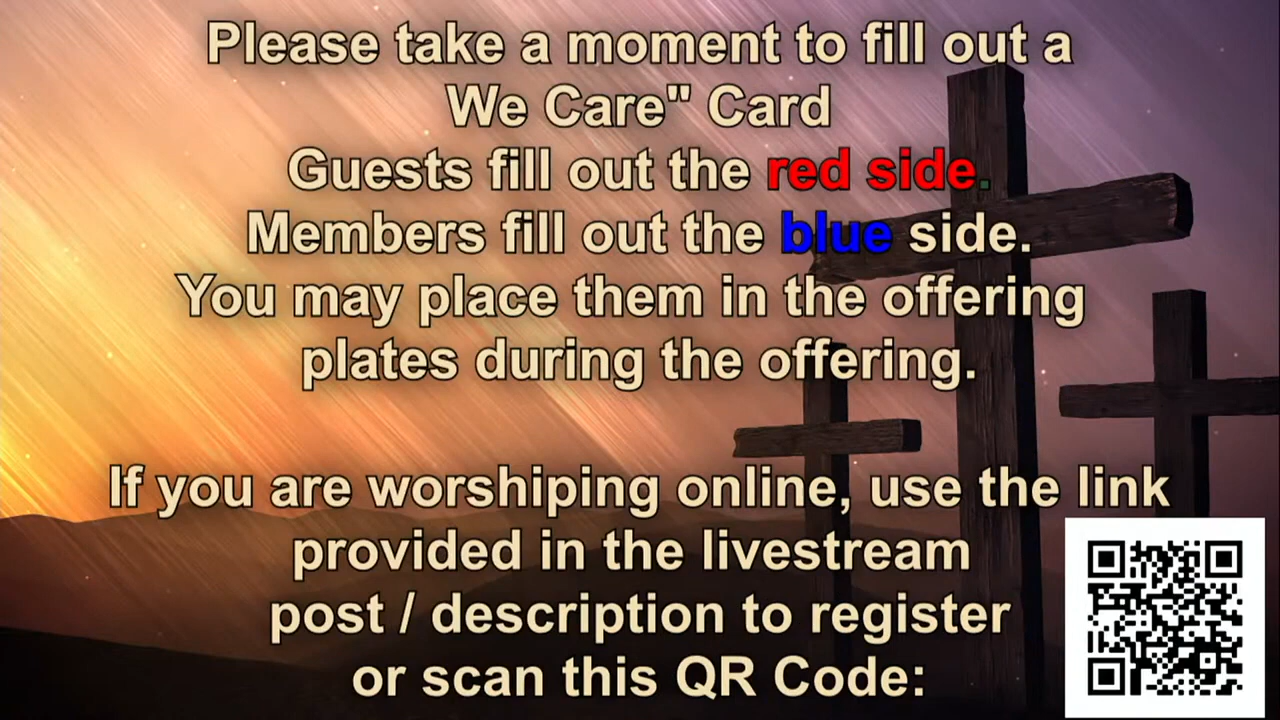 Please take a moment to fill out a
We Care" Card
Guests fill out the red side.
Members fill out the blue side.
You may place them in the offering
plates during the offering.
If you are worshiping online, use the link
provided in the livestream
post / description to register
or scan this QR Code: